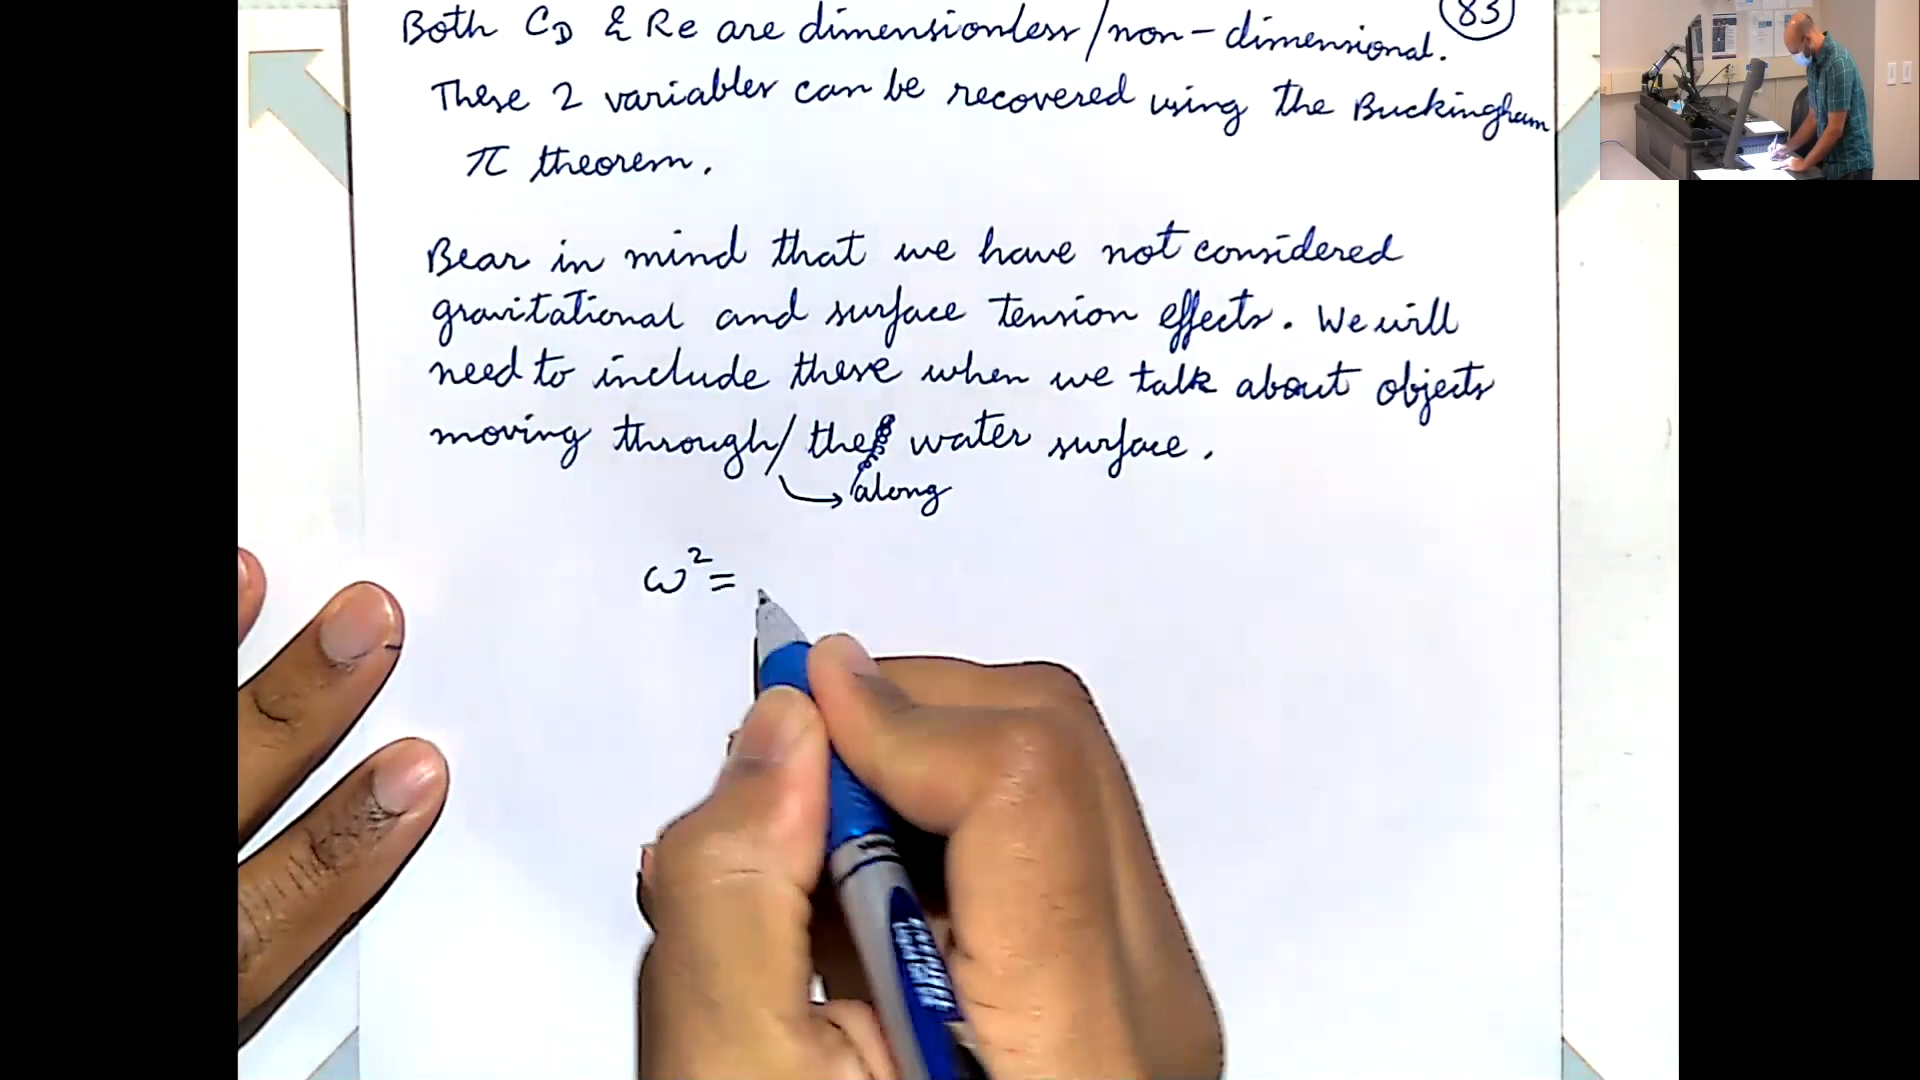 83
Both C_D & Re are dimensionless/non-dimensional.
These 2 variables can be recovered using the Buckingham
π theorem.
Bear in mind that we have not considered
gravitational and surface tension effects. We will
need to include these when we talk about objects
moving through/ the water surface.
along
ω² =